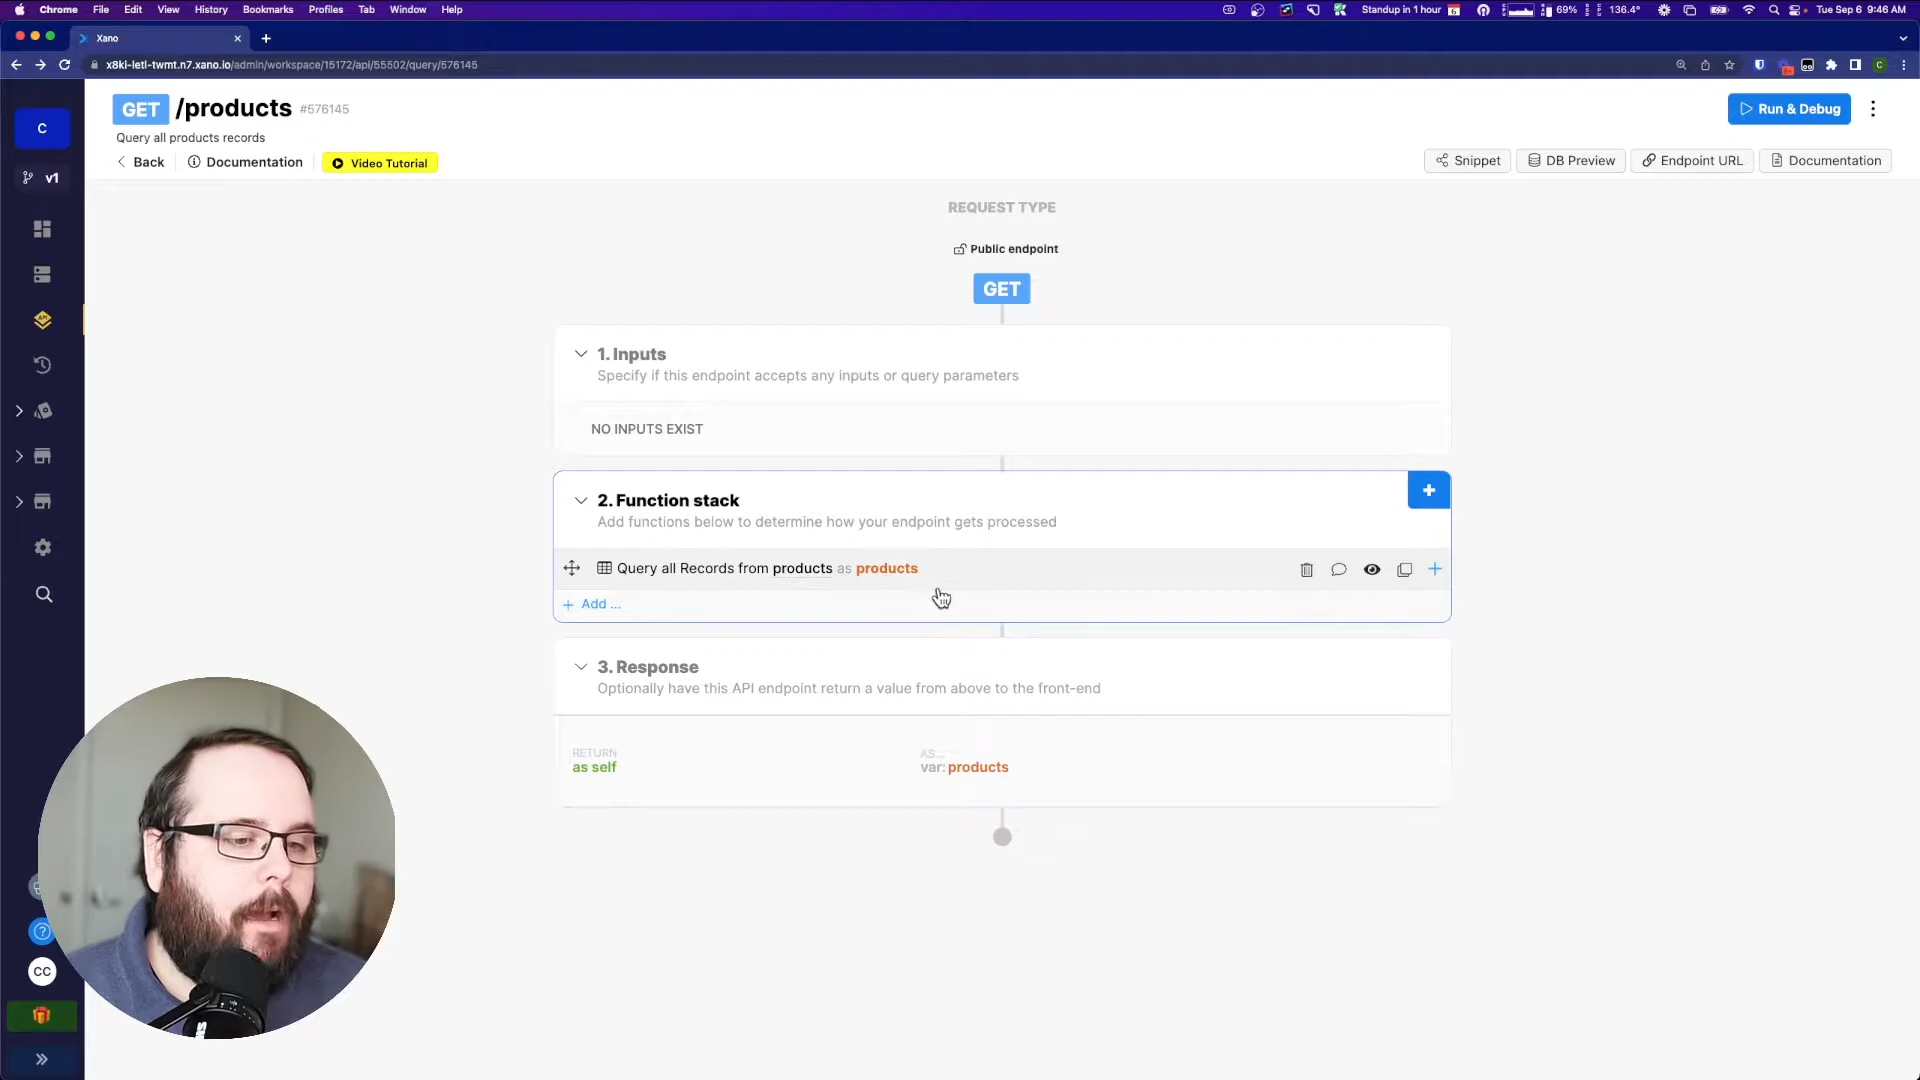 Chrome File Edit View History Bookmarks Profiles Tab Window Help Standup in 1 hour 69% 136.4° Tue Sep 6 9:46 AM
Xano
x8ki-letl-twmt.n7.xano.io/admin/workspace/15172/api/55502/query/576145
C
C
v1
GET /products #576145
Run & Debug
Query all products records
Back Documentation Video Tutorial
Snippet DB Preview Endpoint URL Documentation
REQUEST TYPE
Public endpoint
GET
1. Inputs
Specify if this endpoint accepts any inputs or query parameters
NO INPUTS EXIST
2. Function stack
Add functions below to determine how your endpoint gets processed
Query all Records from products as products
+ Add ...
3. Response
Optionally have this API endpoint return a value from above to the front-end
RETURN
as self
AS...
var: products
CC